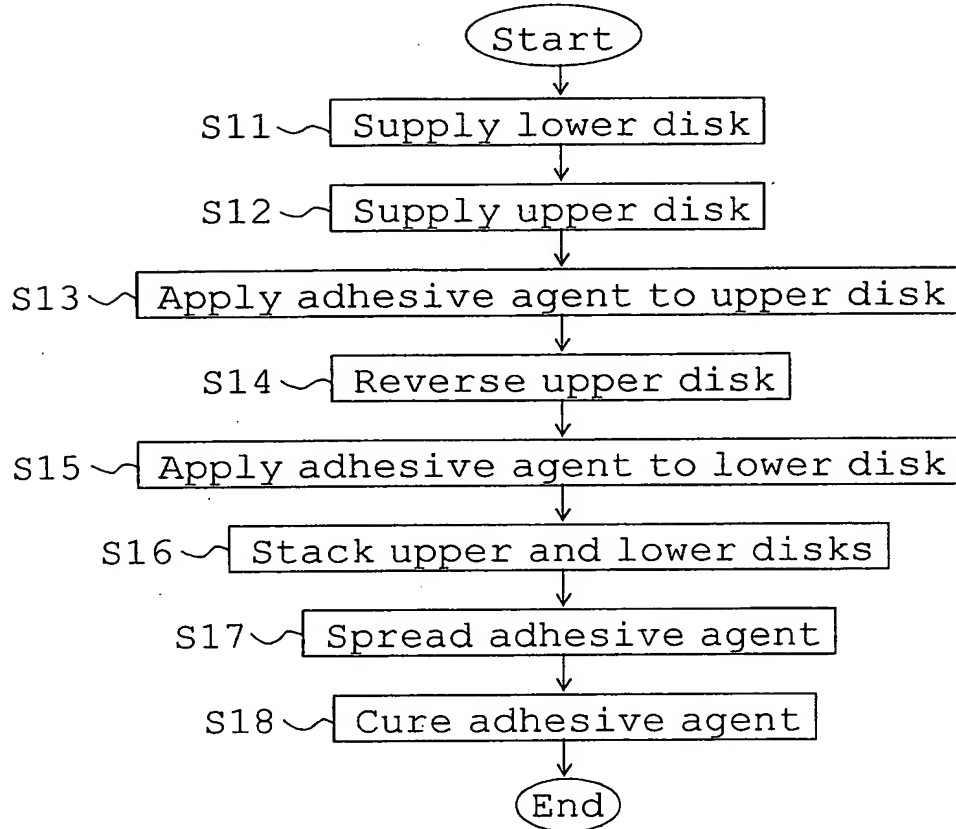 Start
S11 Supply lower disk
S12 Supply upper disk
S13 Apply adhesive agent to upper disk
S14 Reverse upper disk
S15 Apply adhesive agent to lower disk
S16 Stack upper and lower disks
S17 Spread adhesive agent
S18 Cure adhesive agent
End